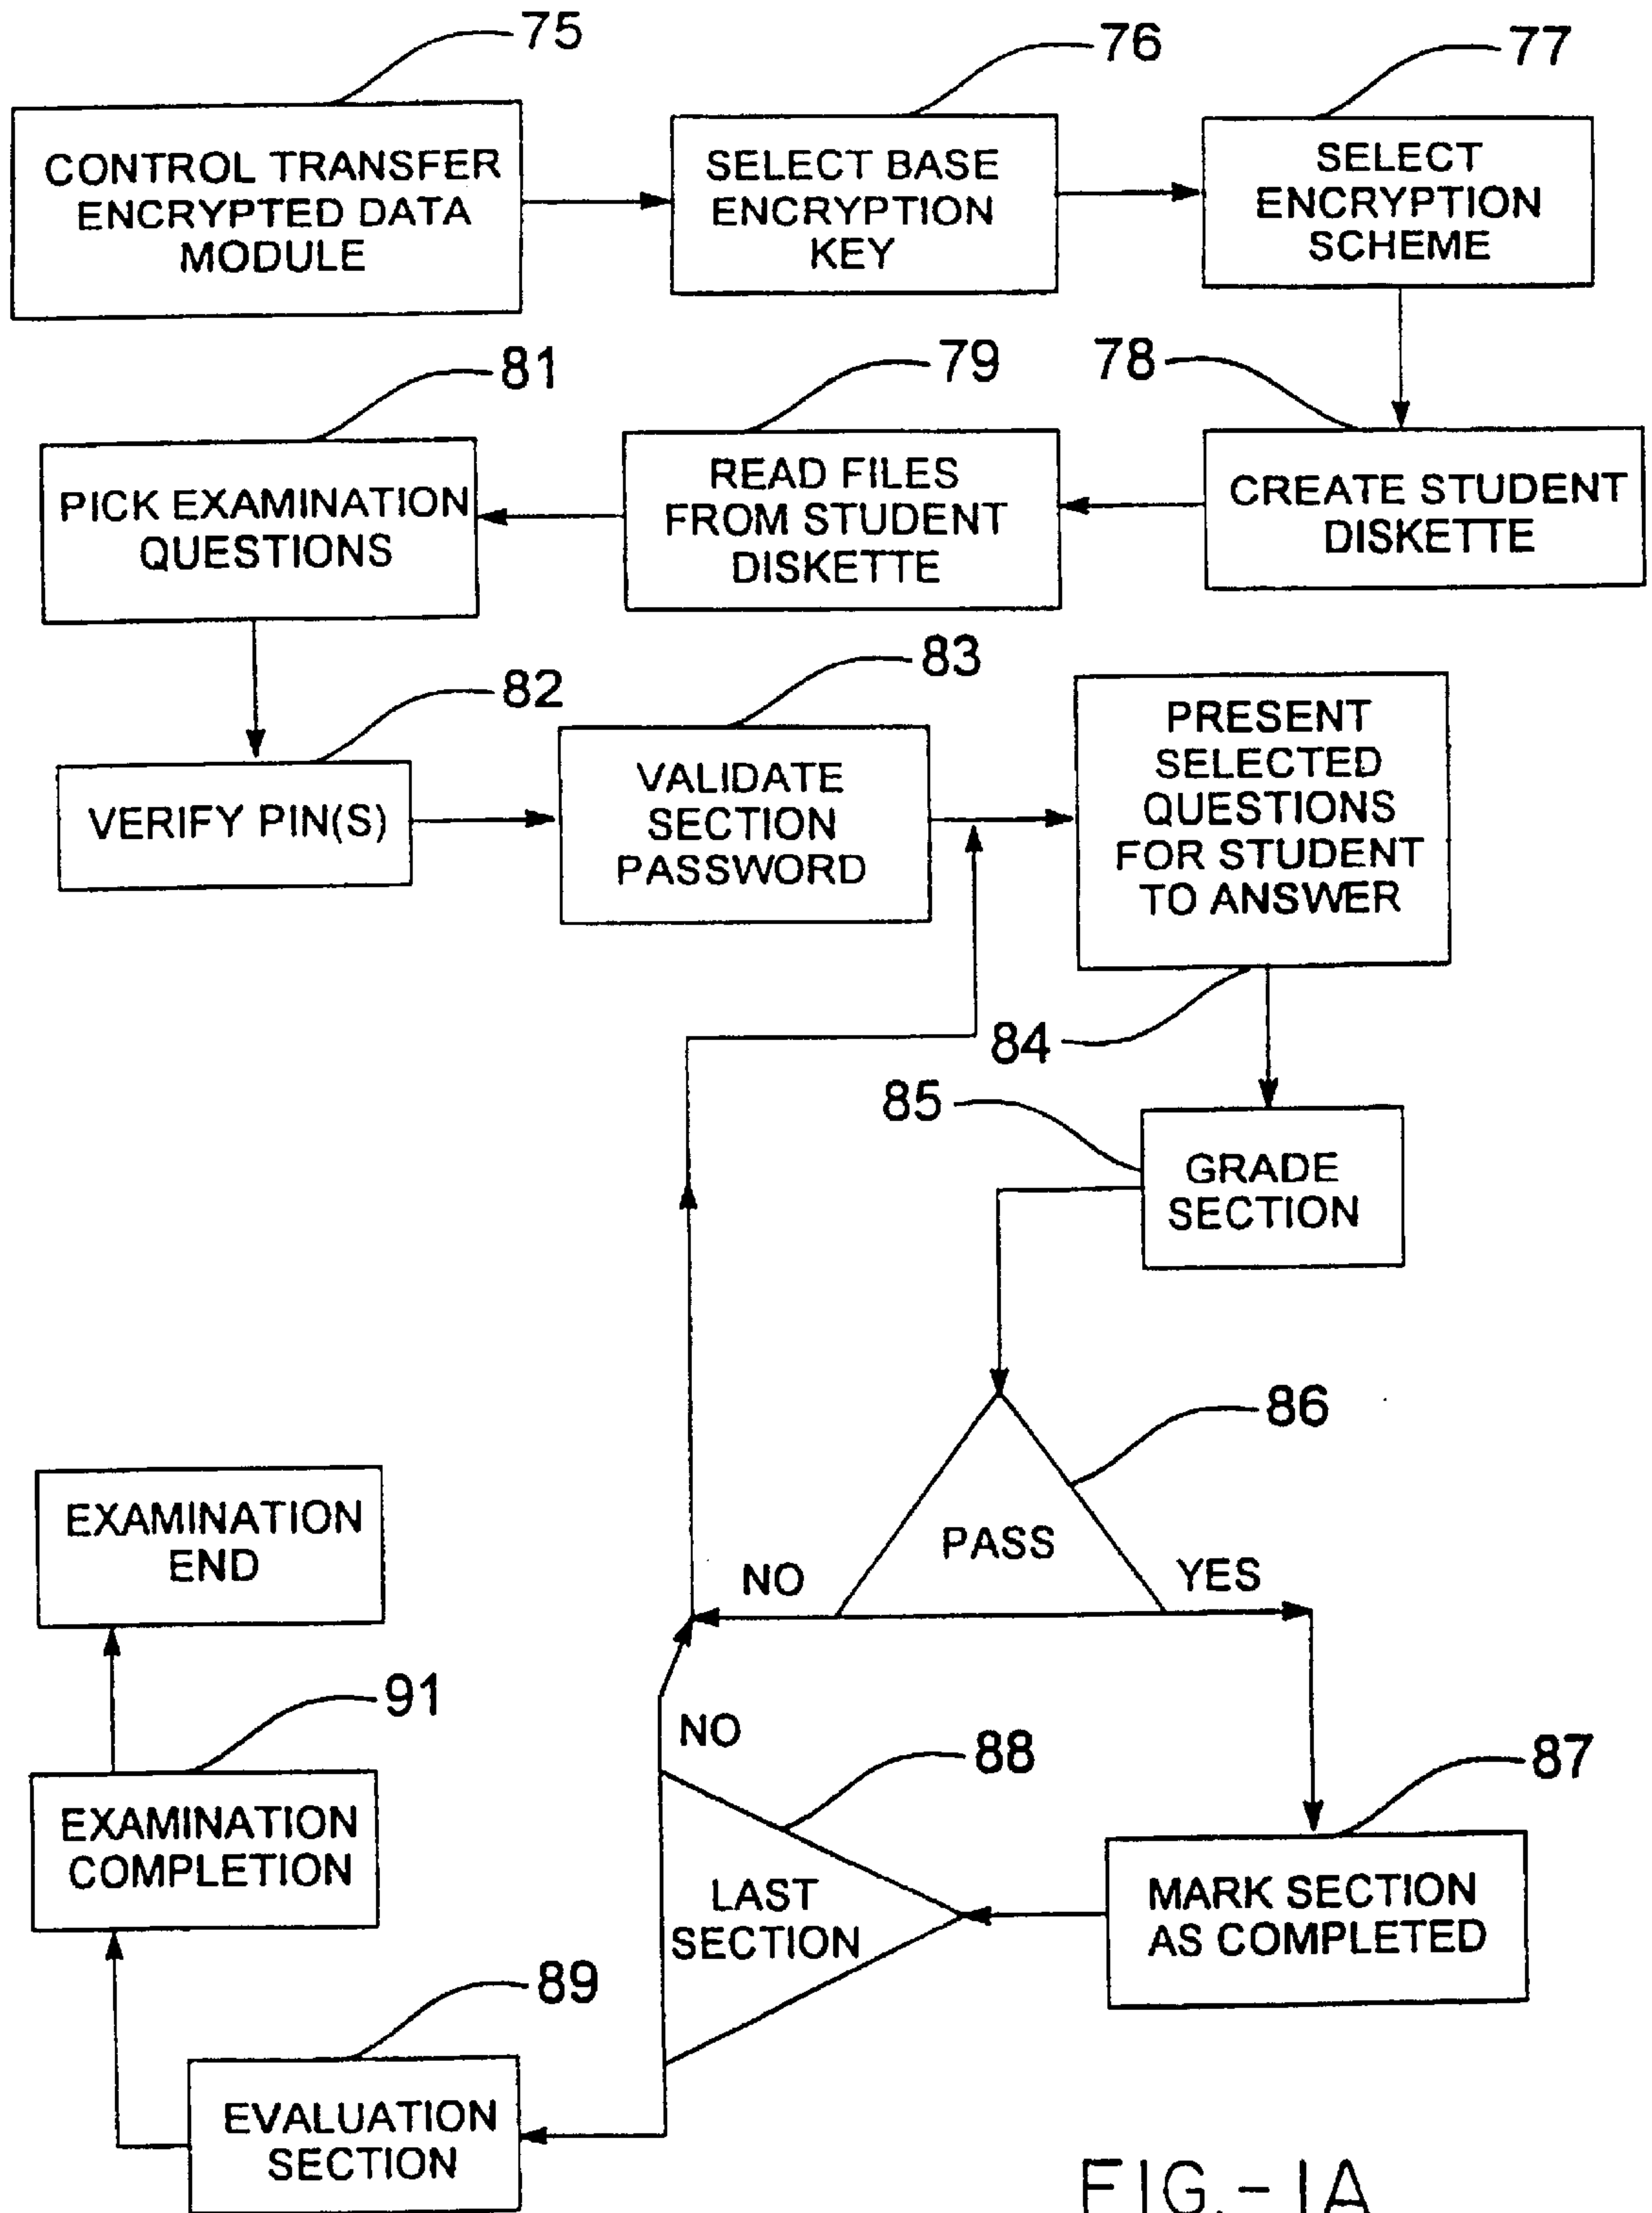 75
76
77
CONTROL TRANSFER
ENCRYPTED DATA
MODULE
SELECT BASE
ENCRYPTION
KEY
SELECT
ENCRYPTION
SCHEME
81
79
78
PICK EXAMINATION
QUESTIONS
READ FILES
FROM STUDENT
DISKETTE
CREATE STUDENT
DISKETTE
82
83
VERIFY PIN(S)
VALIDATE
SECTION
PASSWORD
PRESENT
SELECTED
QUESTIONS
FOR STUDENT
TO ANSWER
84
85
GRADE
SECTION
86
PASS
NO
YES
EXAMINATION
END
91
NO
88
87
EXAMINATION
COMPLETION
LAST
SECTION
MARK SECTION
AS COMPLETED
89
EVALUATION
SECTION
FIG.-1A